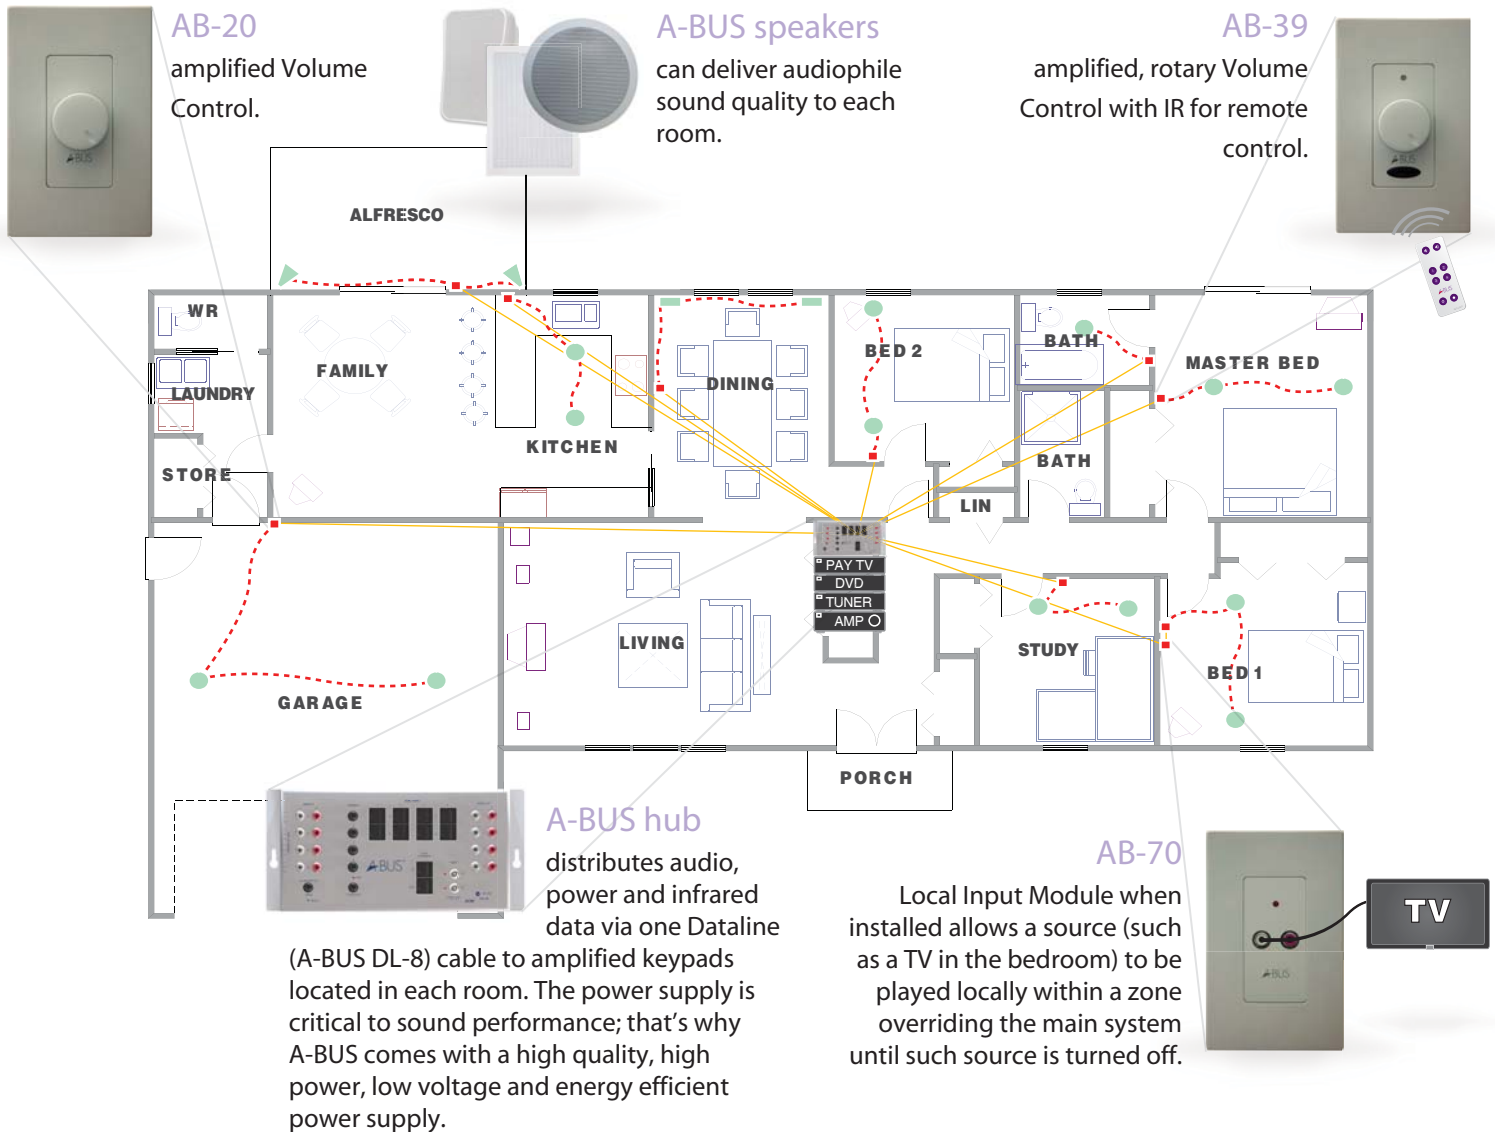 AB-20
amplified Volume
Control.
A-BUS speakers
can deliver audiophile
sound quality to each
room.
AB-39
amplified, rotary Volume
Control with IR for remote
control.
A-BUS
A-BUS
ALFRESCO
WR
FAMILY
LAUNDRY
STORE
KITCHEN
DINING
BED 2
BATH
MASTER BED
BATH
LIN
PAY TV
DVD
TUNER
AMP
LIVING
STUDY
BED 1
GARAGE
PORCH
A-BUS
A-BUS hub
distributes audio,
power and infrared
data via one Dataline
(A-BUS DL-8) cable to amplified keypads
located in each room. The power supply is
critical to sound performance; that’s why
A-BUS comes with a high quality, high
power, low voltage and energy efficient
power supply.
AB-70
Local Input Module when
installed allows a source (such
as a TV in the bedroom) to be
played locally within a zone
overriding the main system
until such source is turned off.
A-BUS
TV